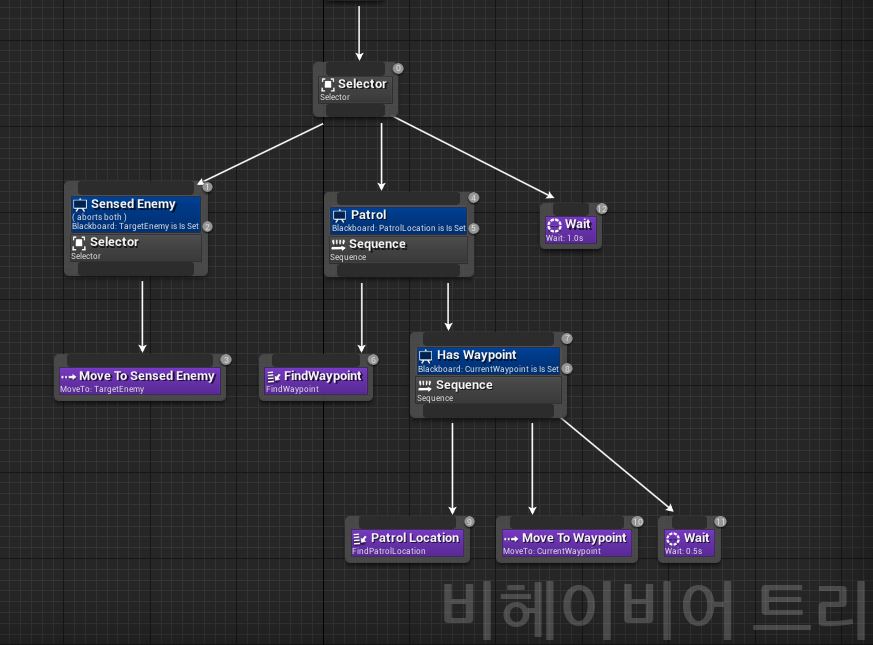 0
Selector
Selector
1
Sensed Enemy
( aborts both )
Blackboard: TargetEnemy is Is Set
2
Selector
Selector
4
Patrol
Blackboard: PatrolLocation is Is Set
5
Sequence
Sequence
12
Wait
Wait: 1.0s
3
Move To Sensed Enemy
MoveTo: TargetEnemy
6
FindWaypoint
FindWaypoint
7
Has Waypoint
Blackboard: CurrentWaypoint is Is Set
8
Sequence
Sequence
9
Patrol Location
FindPatrolLocation
10
Move To Waypoint
MoveTo: CurrentWaypoint
11
Wait
Wait: 0.5s
비헤이비어 트리